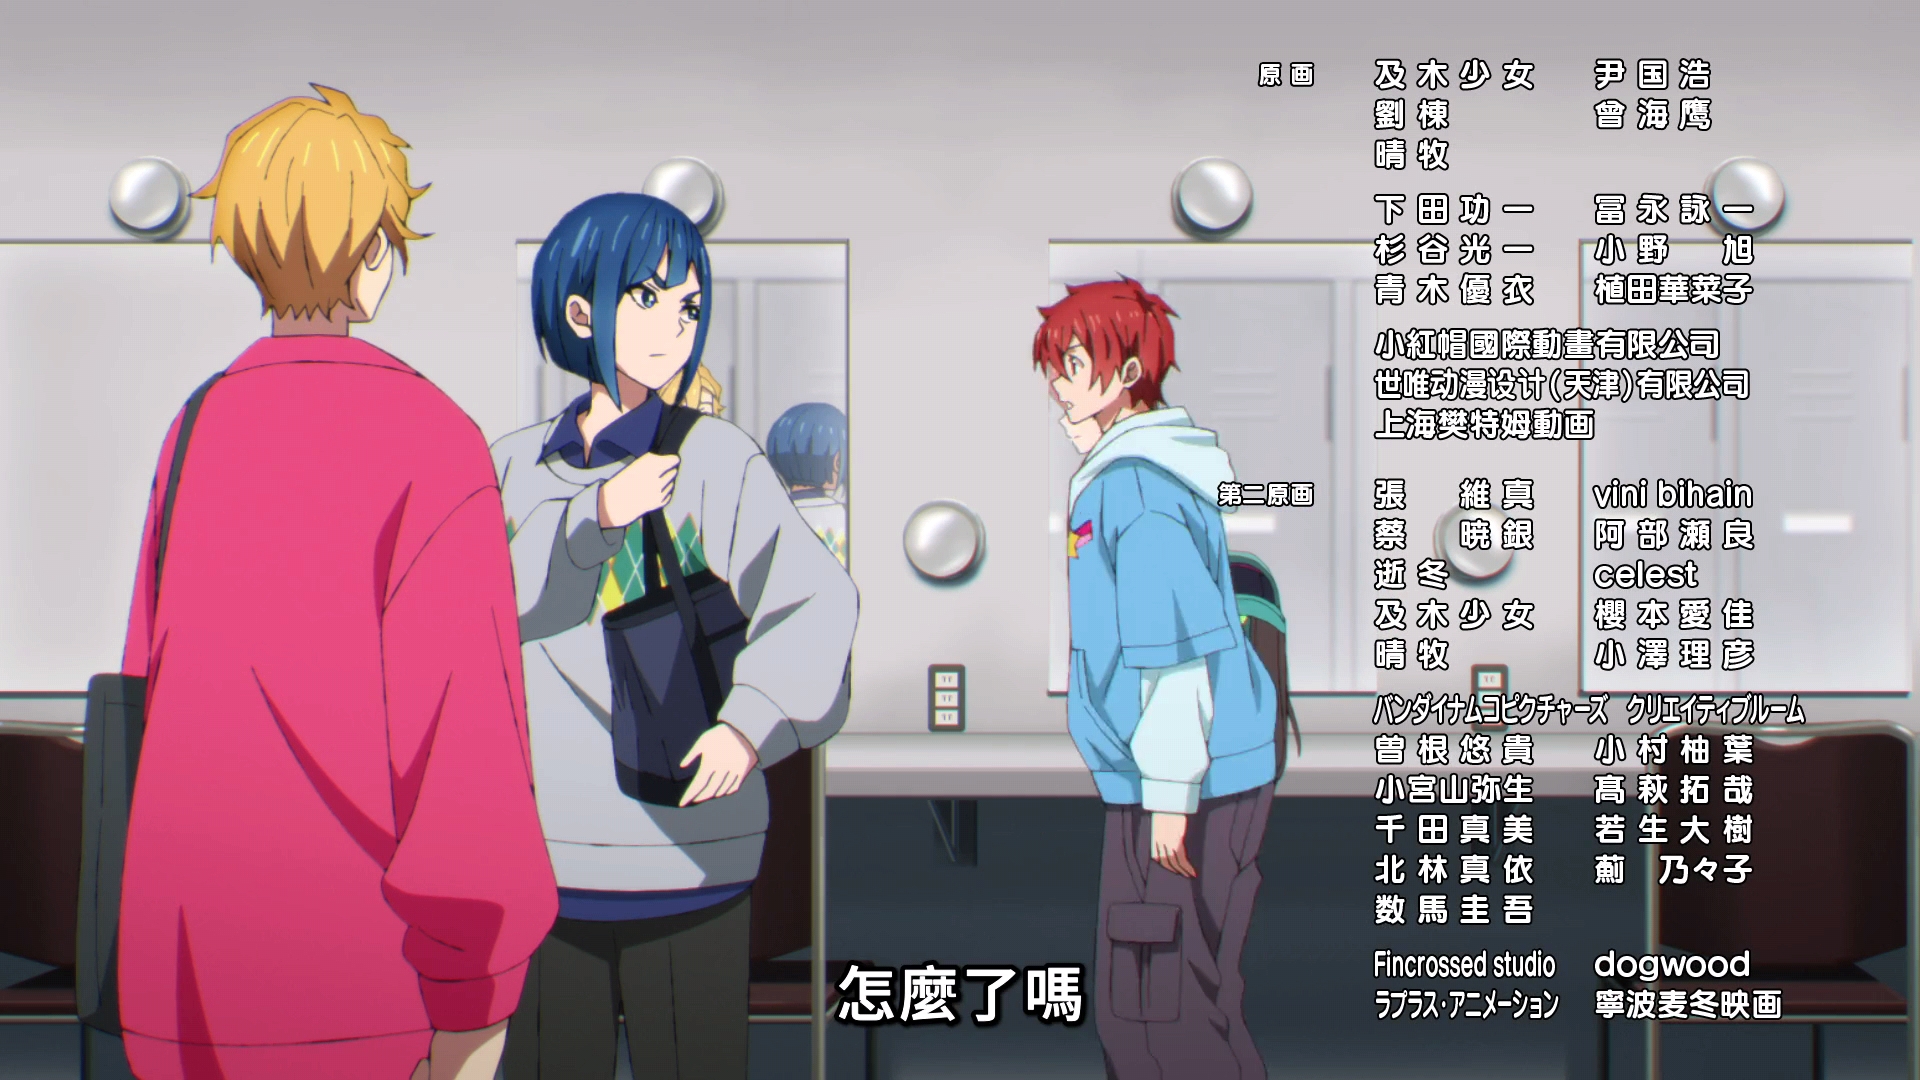 原画 及木少女 尹国浩
劉棟 曾海鹰
晴牧
下田功一 冨永詠一
杉谷光一 小野 旭
青木優衣 植田華菜子
小紅帽國際動畫有限公司
世唯动漫设计(天津)有限公司
上海樊特姆動画
第二原画 張 維真 vini bihain
蔡 暁銀 阿部瀬良
逝冬 celest
及木少女 櫻本愛佳
晴牧 小澤理彦
バンダイナムコピクチャーズ クリエイティブルーム
曽根悠貴 小村柚葉
小宮山弥生 髙萩拓哉
千田真美 若生大樹
北林真依 薊 乃々子
数馬圭吾
Fincrossed studio dogwood
ラプラス・アニメーション 寧波麦冬映画
怎麼了嗎